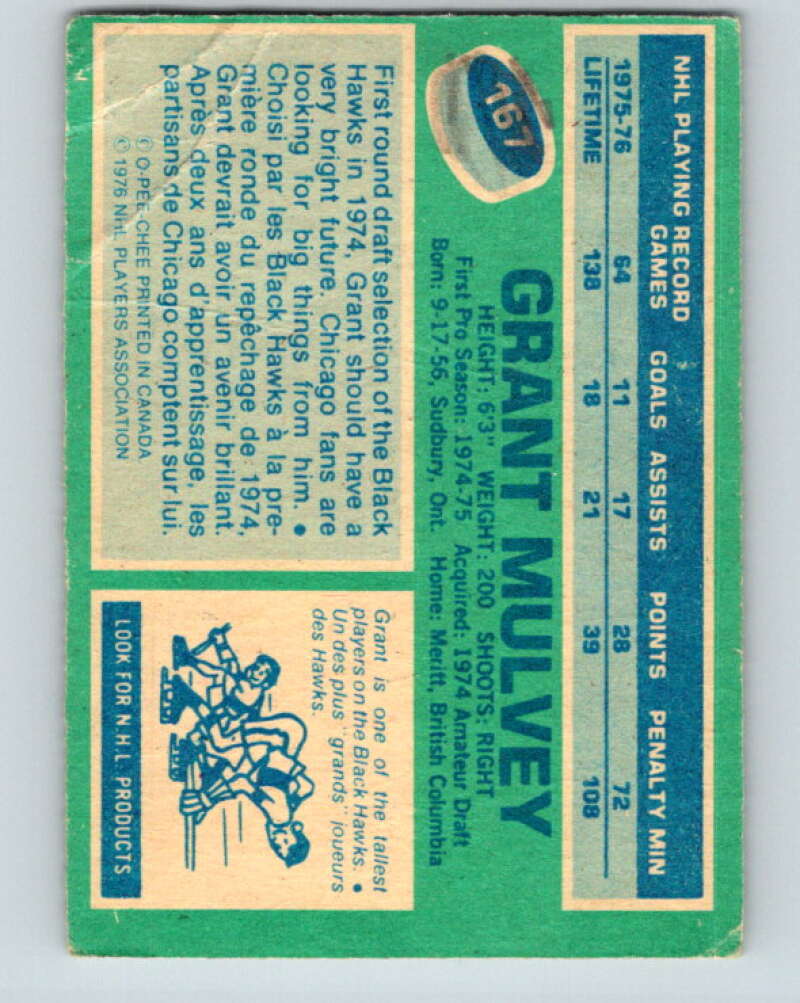 NHL PLAYING RECORD
GAMES GOALS ASSISTS POINTS PENALTY MIN
1975-76 64 11 17 28 72
LIFETIME 138 18 21 39 108
167
GRANT MULVEY
HEIGHT: 6'3" WEIGHT: 200 SHOOTS: RIGHT
First Pro Season: 1974-75 Acquired: 1974 Amateur Draft
Born: 9-17-56, Sudbury, Ont. Home: Meritt, British Columbia
First round draft selection of the Black
Hawks in 1974, Grant should have a
very bright future. Chicago fans are
looking for big things from him. •
Choisi par les Black Hawks à la pre-
mière ronde du repêchage de 1974,
Grant devrait avoir un avenir brillant.
Après deux ans d'apprentissage, les
partisans de Chicago comptent sur lui.
© O-PEE-CHEE PRINTED IN CANADA
© 1976 NHL PLAYERS ASSOCIATION
Grant is one of the tallest
players on the Black Hawks. •
Un des plus "grands" joueurs
des Hawks.
LOOK FOR N.H.L. PRODUCTS